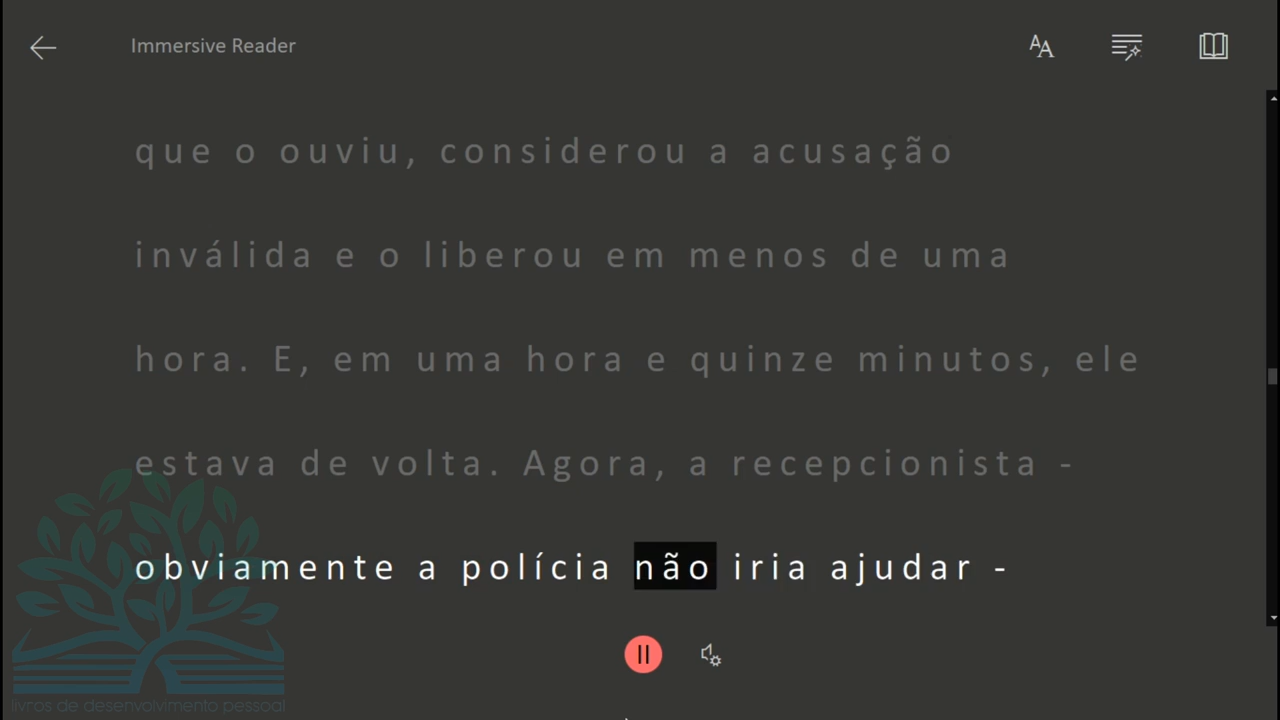 Immersive Reader
que o ouviu, considerou a acusação
inválida e o liberou em menos de uma
hora. E, em uma hora e quinze minutos, ele
estava de volta. Agora, a recepcionista -
obviamente a polícia não iria ajudar -
livros de desenvolvimento pessoal